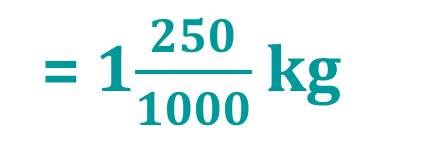 = 1 250/1000 kg